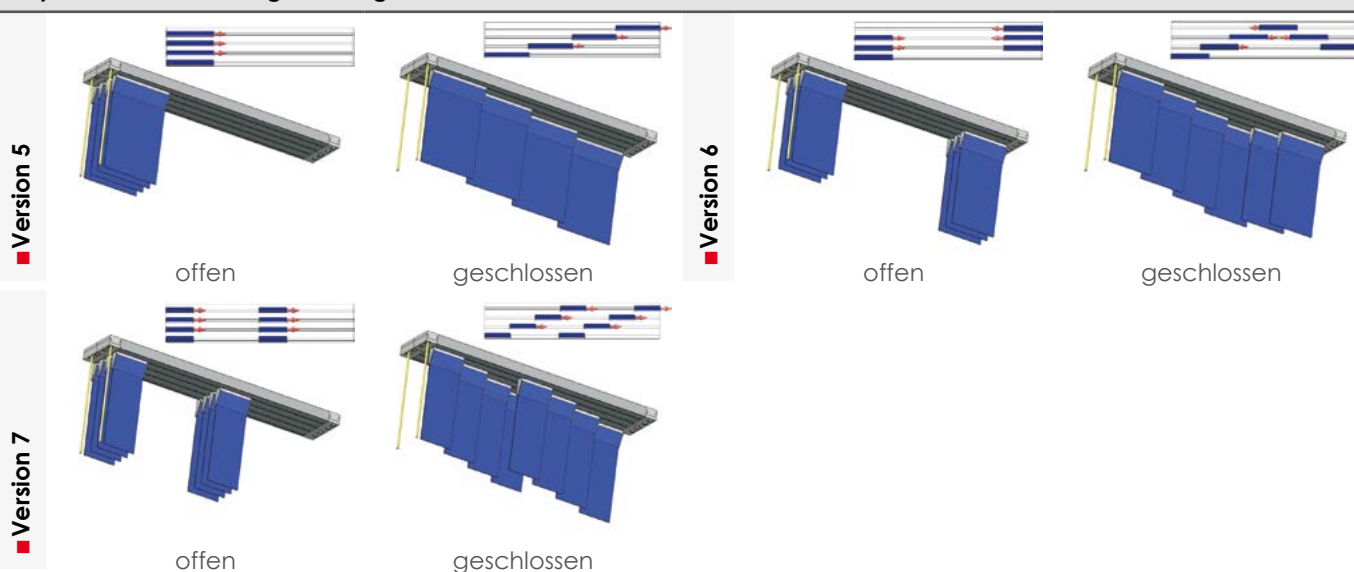 Version 5
offen
geschlossen
Version 6
offen
geschlossen
Version 7
offen
geschlossen